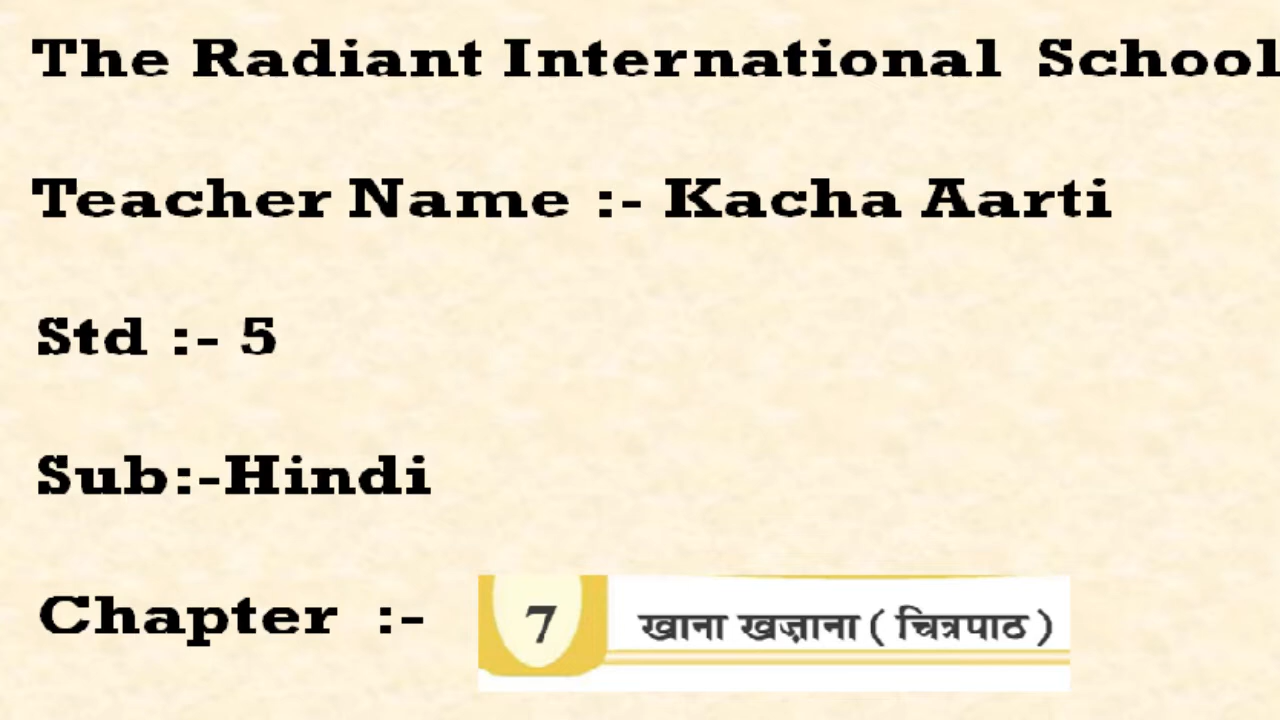 The Radiant International School
Teacher Name :- Kacha Aarti
Std :- 5
Sub:-Hindi
Chapter :- 7 खाना खज़ाना ( चित्रपाठ )